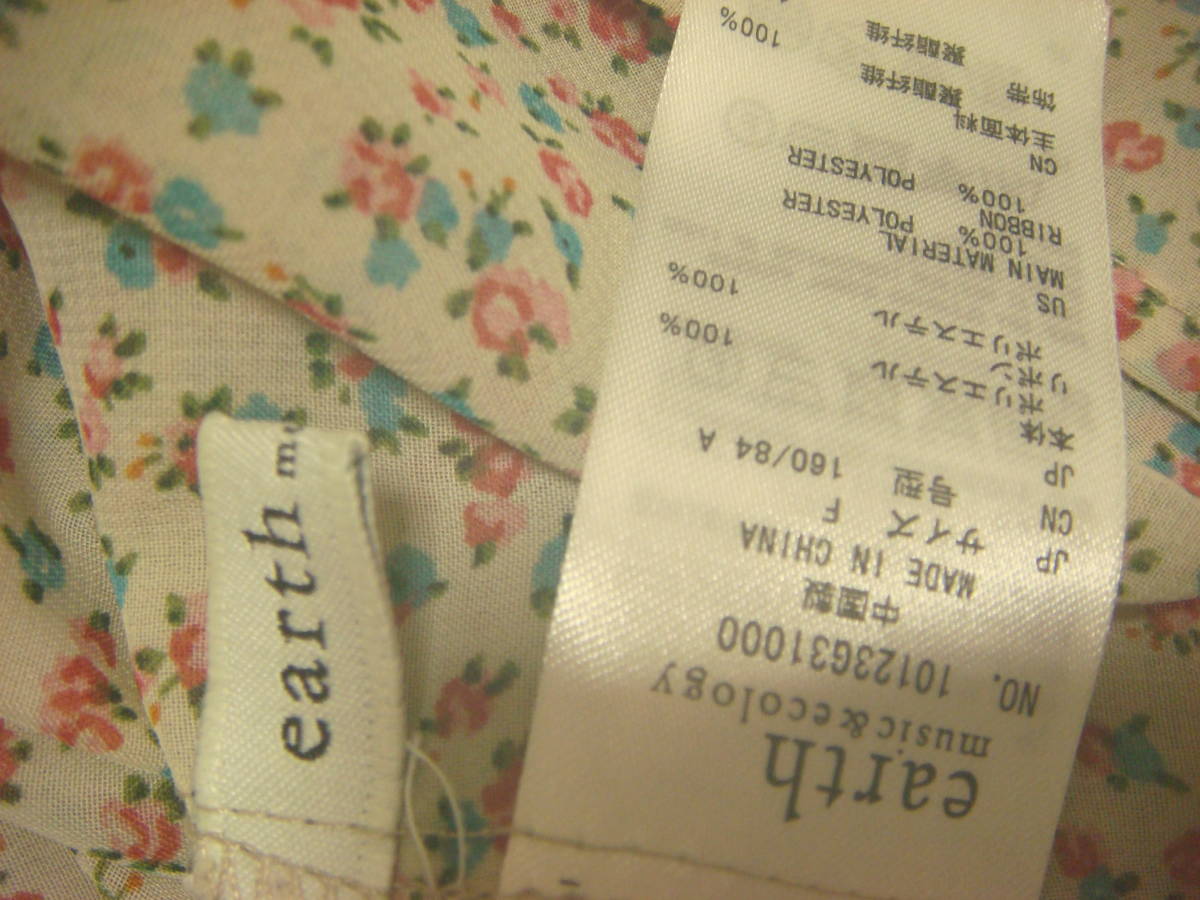 earth
music&ecology
NO. 10123G31000
中国製
MADE IN CHINA
JP サイズ F
CN 号型 160/84 A
JP
本体
ポリエステル 100%
リボン
ポリエステル 100%
US
MAIN MATERIAL
100% POLYESTER
RIBBON
100% POLYESTER
CN
主体面料
聚酯纤维 100%
饰带
聚酯纤维
earth mu